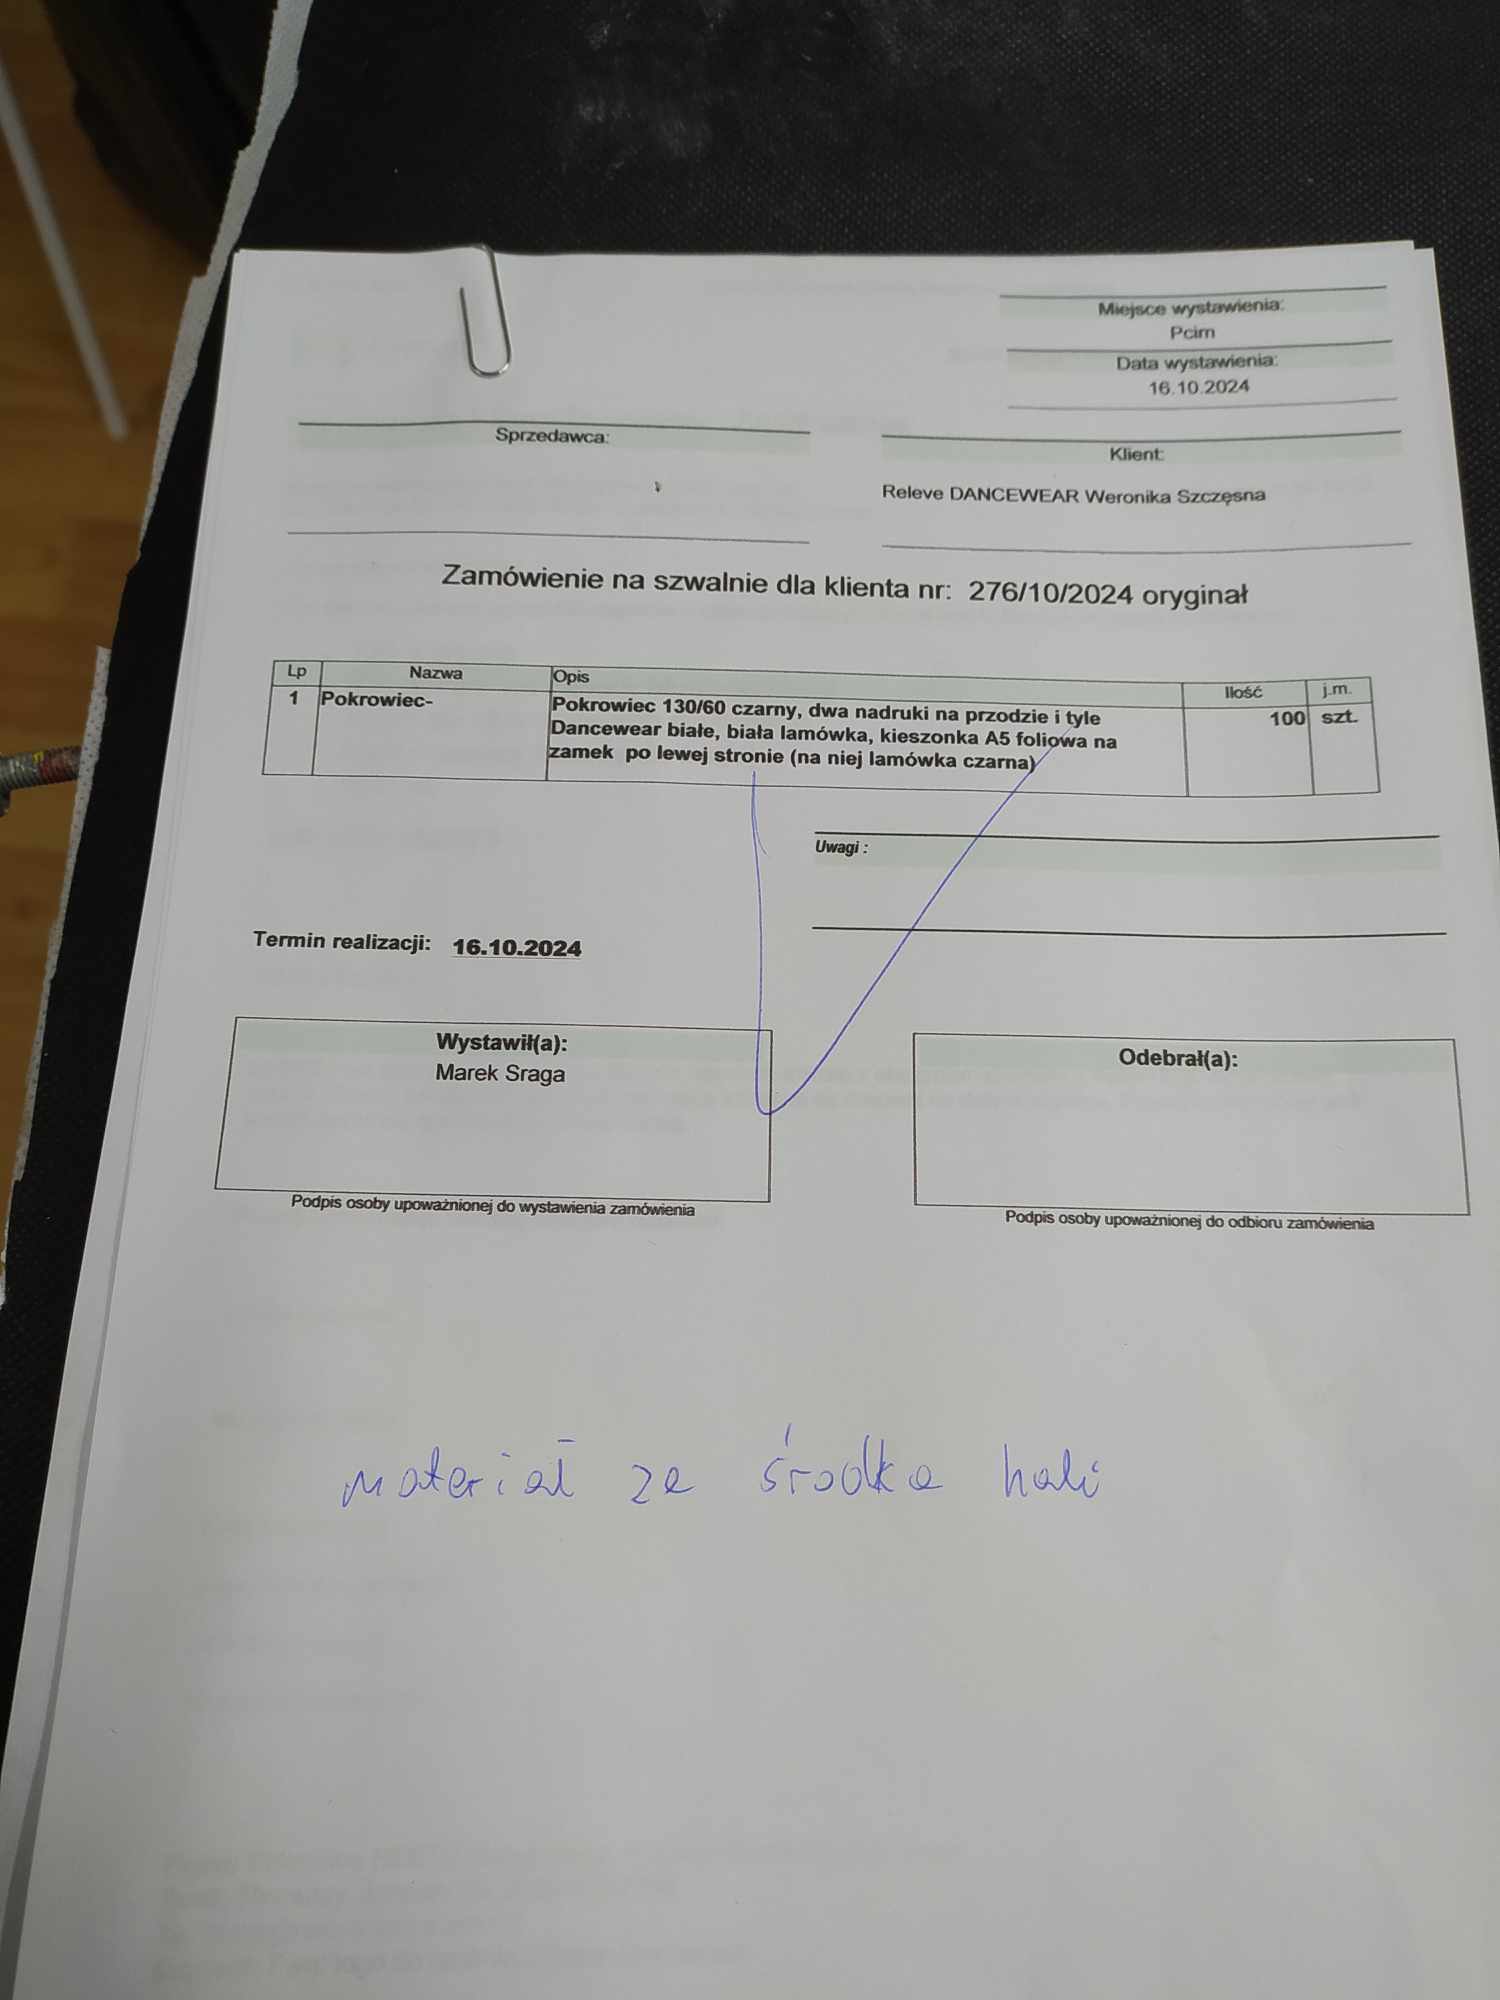 Miejsce wystawienia:
Pcim
Data wystawienia:
16.10.2024
Sprzedawca:
Klient:
Releve DANCEWEAR Weronika Szczęsna
Zamówienie na szwalnie dla klienta nr: 276/10/2024 oryginał
Lp Nazwa Opis Ilość j.m.
1 Pokrowiec- Pokrowiec 130/60 czarny, dwa nadruki na przodzie i tyle 100 szt.
Dancewear białe, biała lamówka, kieszonka A5 foliowa na
zamek po lewej stronie (na niej lamówka czarna)
Uwagi :
Termin realizacji: 16.10.2024
Wystawił(a):
Marek Sraga
Podpis osoby upoważnionej do wystawienia zamówienia
Odebrał(a):
Podpis osoby upoważnionej do odbioru zamówienia
materiał ze środka hali